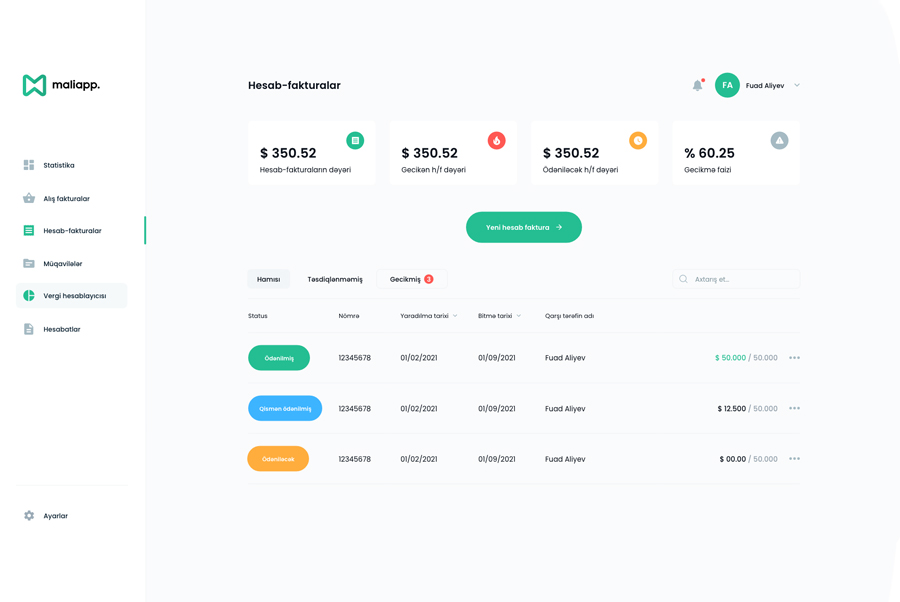 maliapp.
Statistika
Alış fakturalar
Hesab-fakturalar
Müqavilələr
Vergi hesablayıcısı
Hesabatlar
Ayarlar
Hesab-fakturalar
FA Fuad Aliyev
$ 350.52
Hesab-fakturaların dəyəri
$ 350.52
Gecikən h/f dəyəri
$ 350.52
Ödəniləcək h/f dəyəri
% 60.25
Gecikmə faizi
Yeni hesab faktura
Hamısı Təsdiqlənməmiş Gecikmiş 3 Axtarış et...
Status Nömrə Yaradılma tarixi Bitmə tarixi Qarşı tərəfin adı
Ödənilmiş 12345678 01/02/2021 01/09/2021 Fuad Aliyev $ 50.000 / 50.000
Qismən ödənilmiş 12345678 01/02/2021 01/09/2021 Fuad Aliyev $ 12.500 / 50.000
Ödəniləcək 12345678 01/02/2021 01/09/2021 Fuad Aliyev $ 00.00 / 50.000